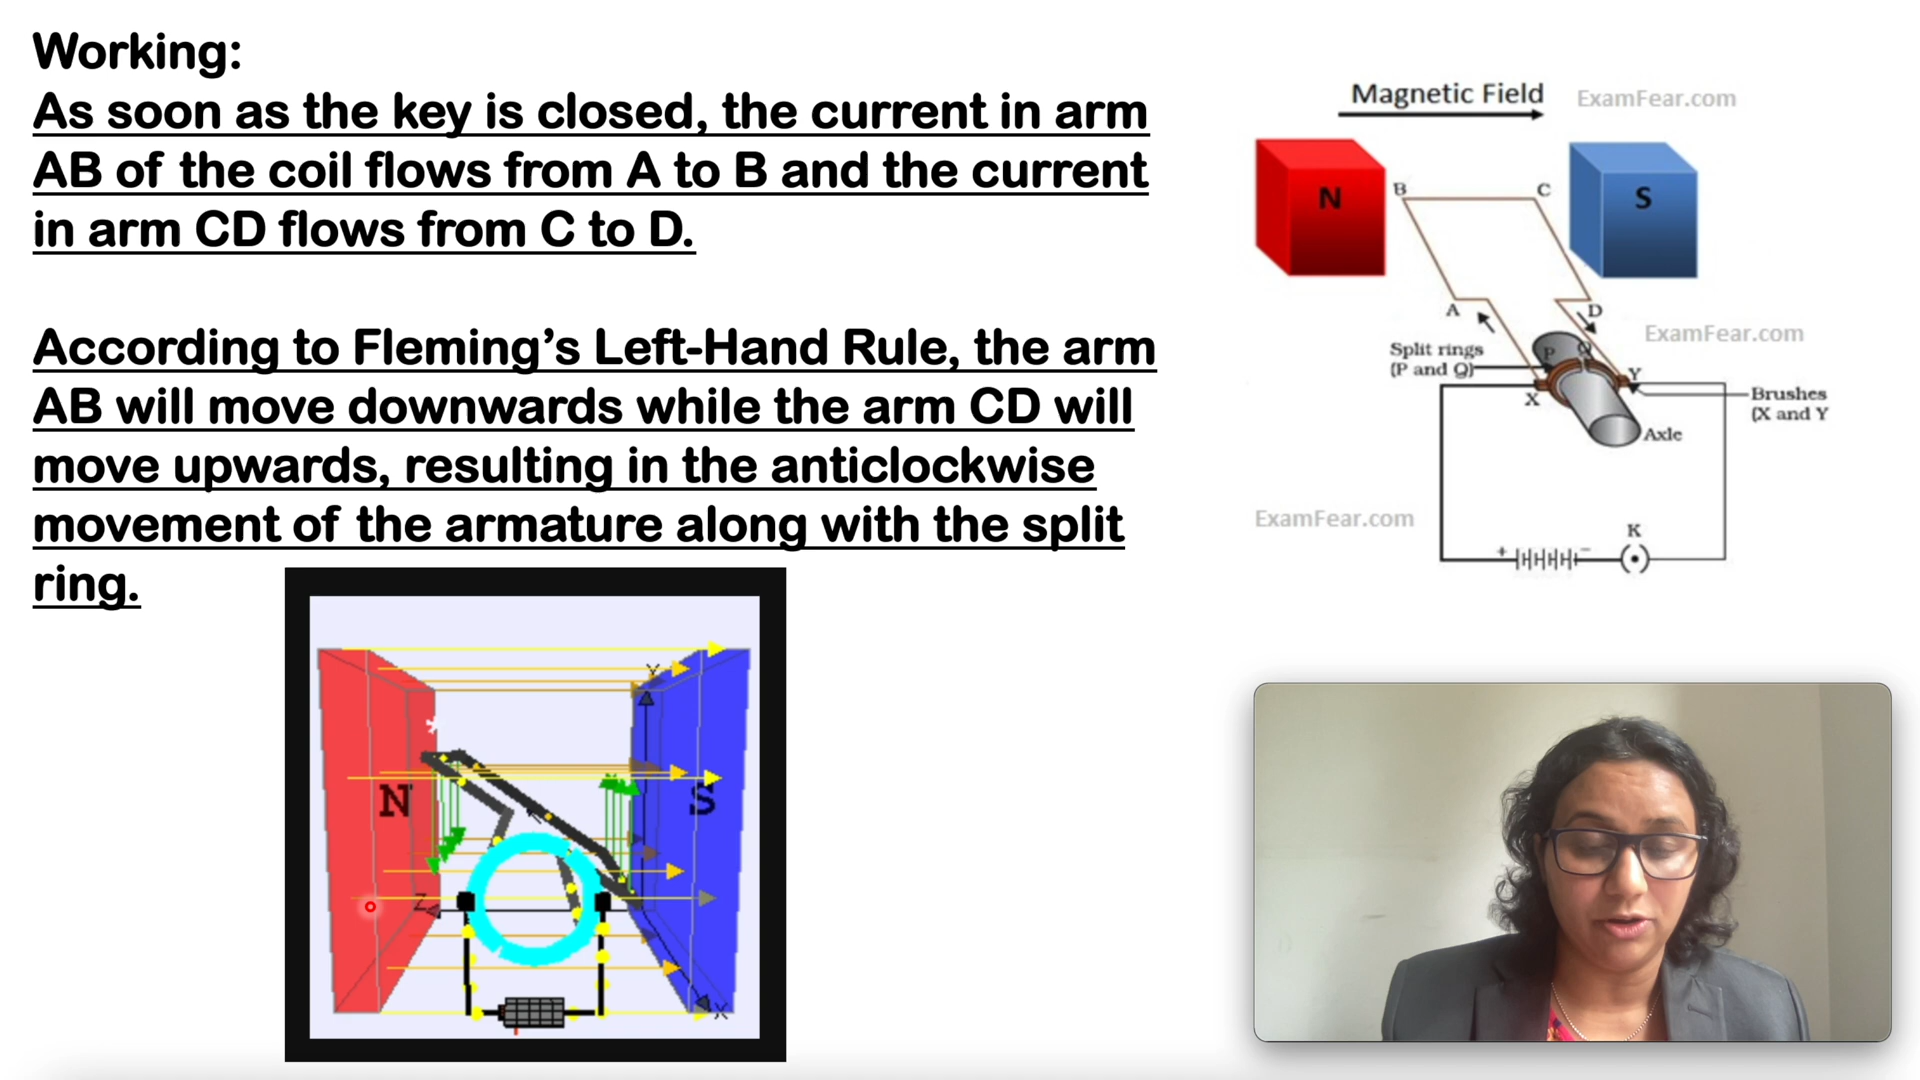 Working:
As soon as the key is closed, the current in arm
AB of the coil flows from A to B and the current
in arm CD flows from C to D.
According to Fleming's Left-Hand Rule, the arm
AB will move downwards while the arm CD will
move upwards, resulting in the anticlockwise
movement of the armature along with the split
ring.
Magnetic Field
ExamFear.com
N
S
B
C
A
D
ExamFear.com
Split rings
(P and Q)
P
Q
X
Y
Brushes
(X and Y
Axle
ExamFear.com
K
+
−
Y
N
S
Z
X